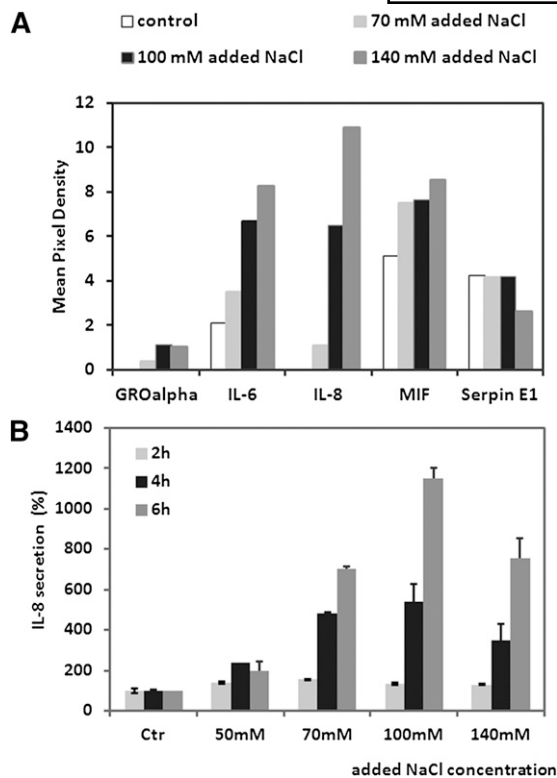 A
control
70 mM added NaCl
100 mM added NaCl
140 mM added NaCl
Mean Pixel Density
12
10
8
6
4
2
0
GROalpha IL-6 IL-8 MIF Serpin E1
B
IL-8 secretion (%)
1400
1200
1000
800
600
400
200
0
2h
4h
6h
Ctr 50mM 70mM 100mM 140mM
added NaCl concentration